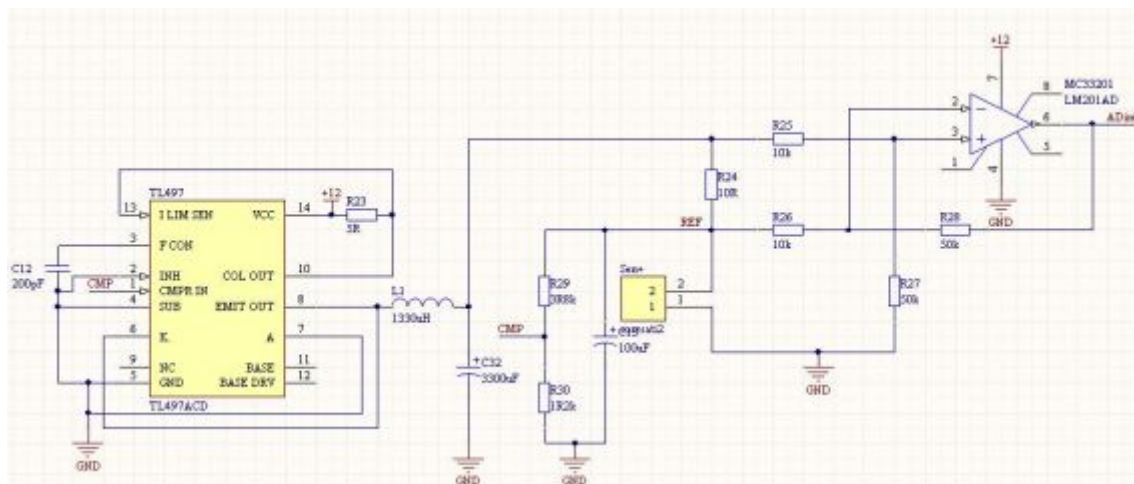 +12
MC33201
LM201AD
7
8
2
6
3
5
1
4
GND
R25
10k
R24
10R
TL497
13
I LIM SEN
VCC
14
+12
R23
5R
3
F CON
C12
200pF
2
INH
COL OUT
10
CMP
1
CMPR IN
4
SUB
EMIT OUT
8
L1
1330uH
6
K
A
7
9
NC
BASE
11
5
GND
BASE DRV
12
TL497ACD
GND
C32
3300uF
GND
REF
R26
10k
R28
50k
R29
3R8k
2
1
2
1
CMP
100uF
R27
50k
R30
1R2k
GND
GND